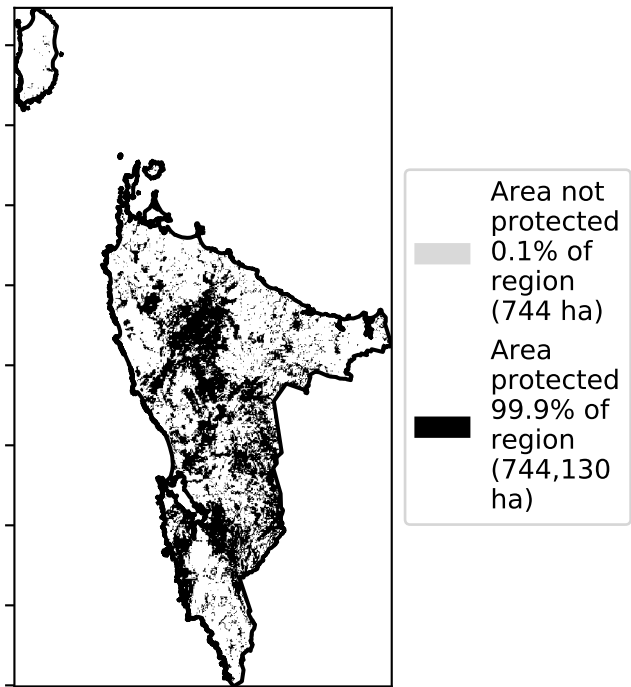 Area not
protected
0.1% of
region
(744 ha)
Area
protected
99.9% of
region
(744,130
ha)